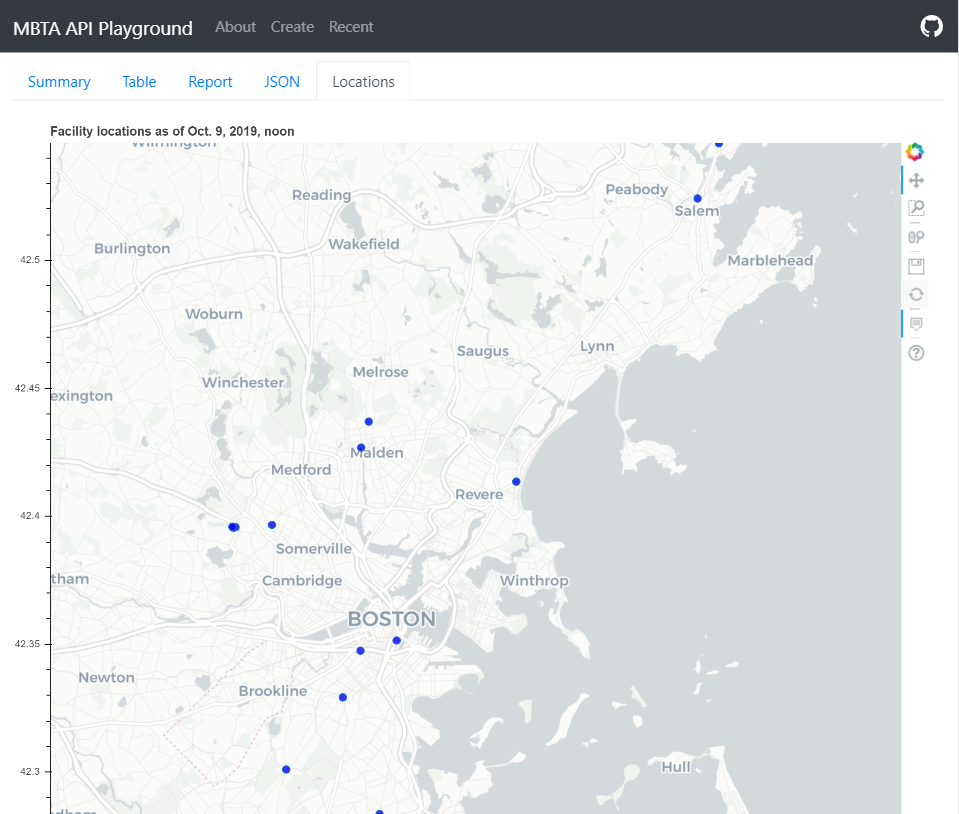 MBTA API Playground About Create Recent
Summary Table Report JSON Locations
Facility locations as of Oct. 9, 2019, noon
Wilmington
Reading
Peabody
Salem
Burlington
Wakefield
42.5
Marblehead
Woburn
Saugus
Lynn
Melrose
Winchester
42.45
exington
Malden
Medford
Revere
42.4
Somerville
tham
Cambridge
Winthrop
BOSTON
42.35
Newton
Brookline
Hull
42.3
dham